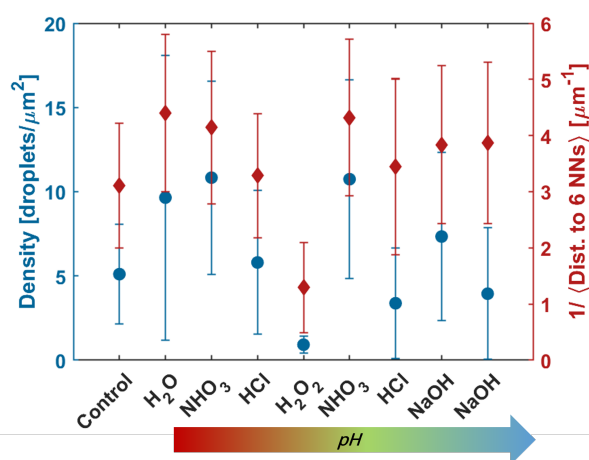 20
15
10
5
0
Density [droplets/μm²]
6
5
4
3
2
1
0
1/ ⟨Dist. to 6 NNs⟩ [μm⁻¹]
Control
H₂O
NHO₃
HCl
H₂O₂
NHO₃
HCl
NaOH
NaOH
pH